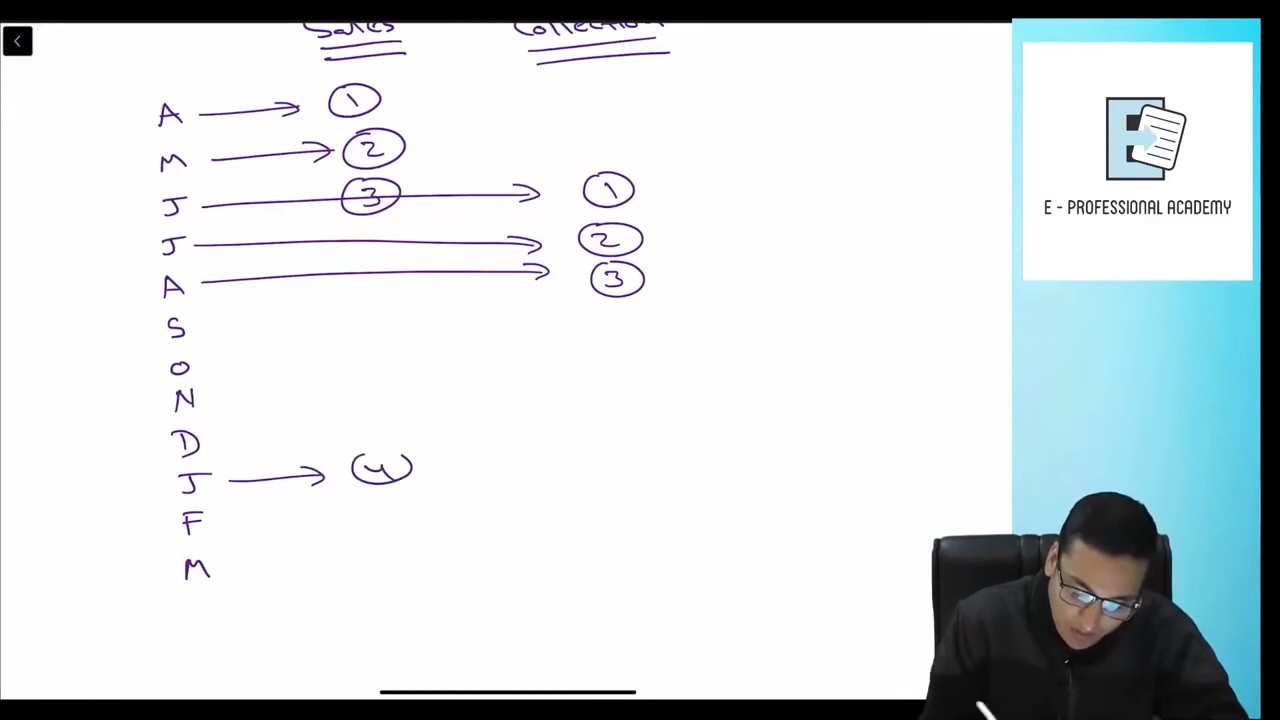 Sales Collection
A → 1
M → 2
J 3 → 1
J → 2
A → 3
S
O
N
D
J → 4
F
M
E
E - PROFESSIONAL ACADEMY